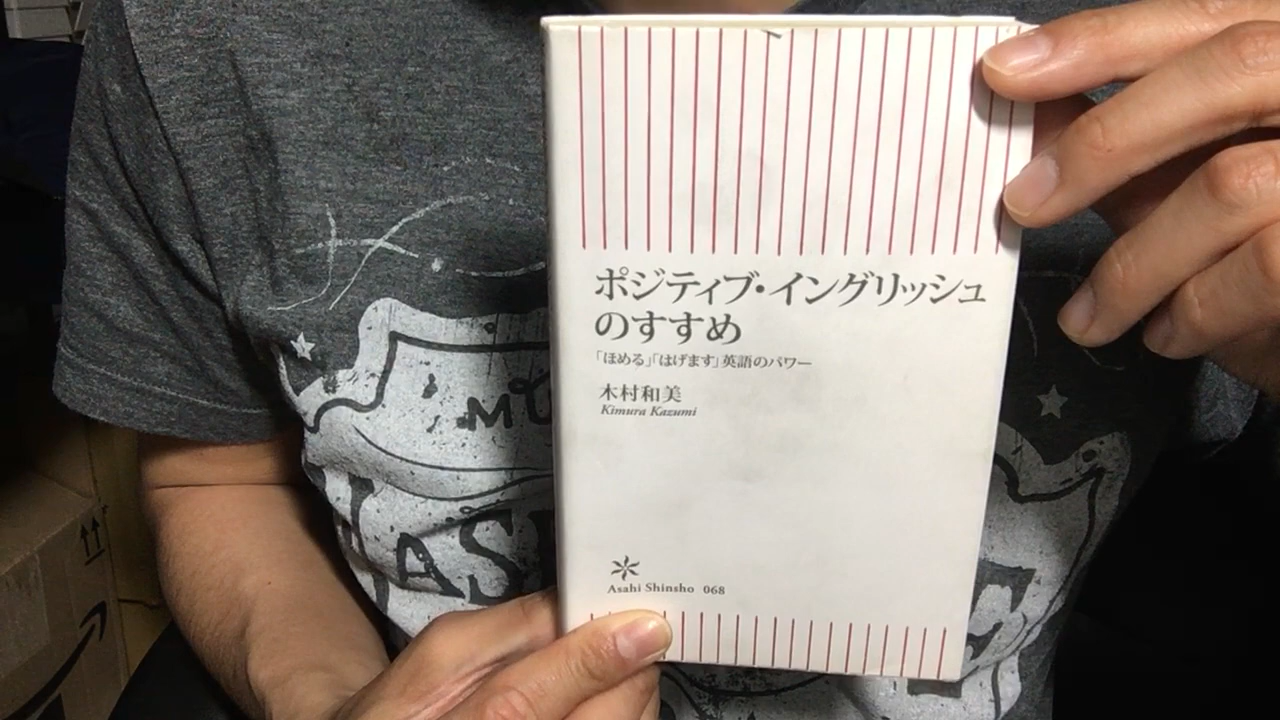 ポジティブ・イングリッシュ
のすすめ
「ほめる」「はげます」英語のパワー
木村和美
Kimura Kazumi
Asahi Shinsho 068